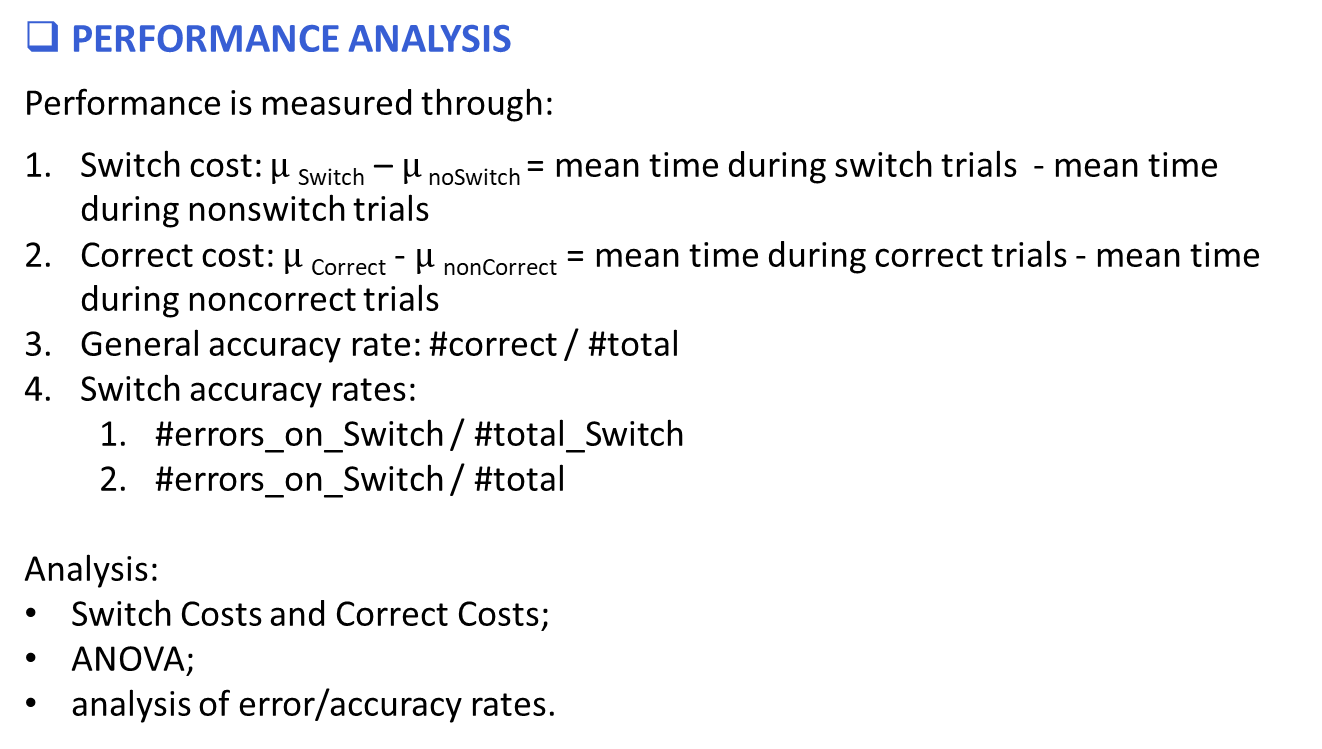 ❑ PERFORMANCE ANALYSIS
Performance is measured through:
1. Switch cost: μ Switch – μ noSwitch = mean time during switch trials - mean time
during nonswitch trials
2. Correct cost: μ Correct - μ nonCorrect = mean time during correct trials - mean time
during noncorrect trials
3. General accuracy rate: #correct / #total
4. Switch accuracy rates:
1. #errors_on_Switch / #total_Switch
2. #errors_on_Switch / #total
Analysis:
• Switch Costs and Correct Costs;
• ANOVA;
• analysis of error/accuracy rates.